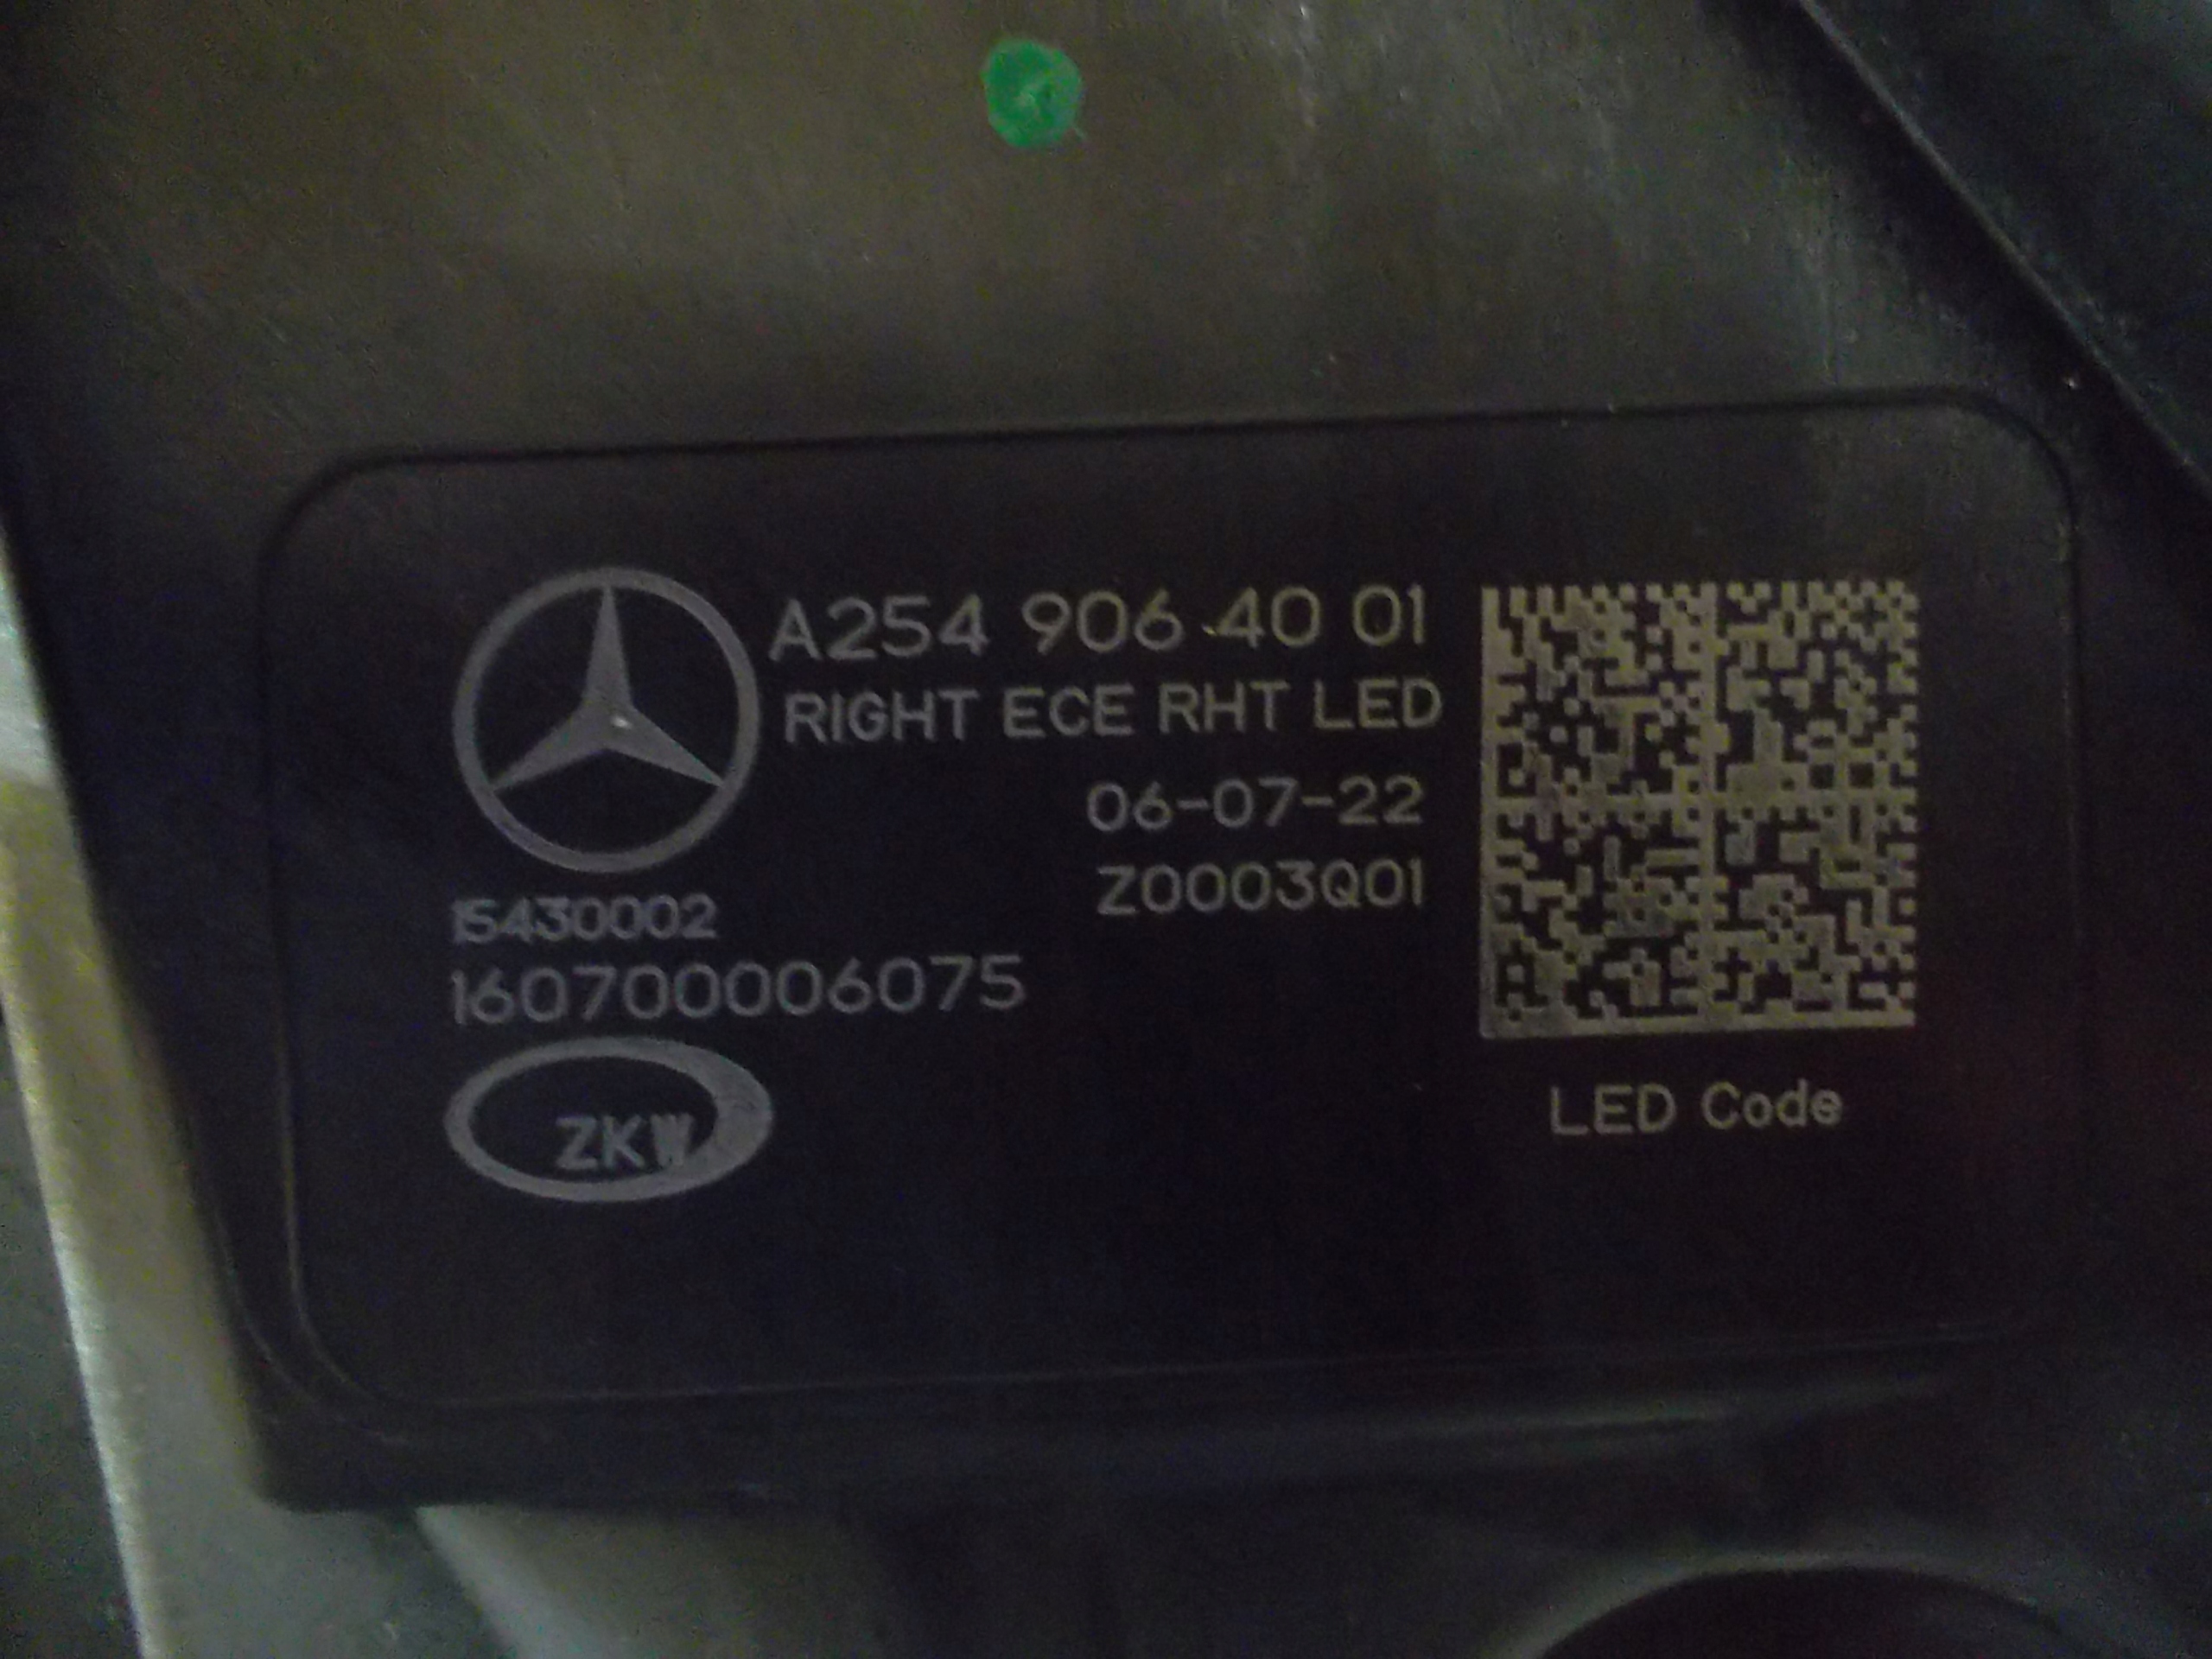 A254 906 40 01
RIGHT ECE RHT LED
06-07-22
Z0003Q01
15430002
160700006075
ZKW
LED Code